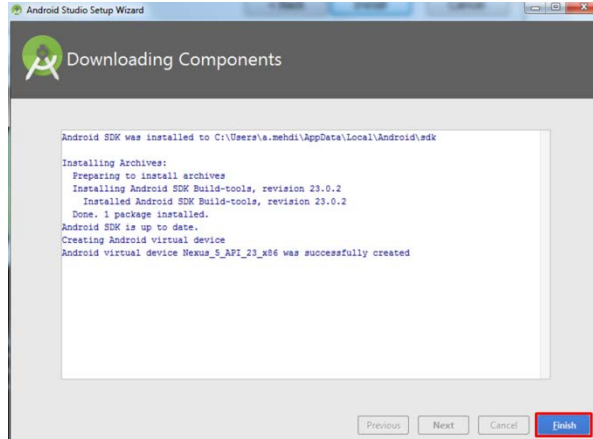 Android Studio Setup Wizard
Downloading Components
Android SDK was installed to C:\Users\a.mehdi\AppData\Local\Android\sdk
Installing Archives:
Preparing to install archives
Installing Android SDK Build-tools, revision 23.0.2
Installed Android SDK Build-tools, revision 23.0.2
Done. 1 package installed.
Android SDK is up to date.
Creating Android virtual device
Android virtual device Nexus_5_API_23_x86 was successfully created
Previous Next Cancel Finish